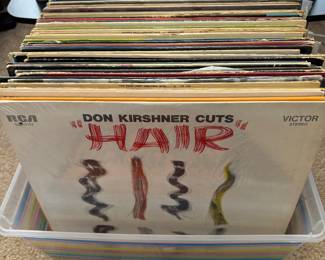 RCA
DON KIRSHNER CUTS
VICTOR
STEREO
"HAIR"